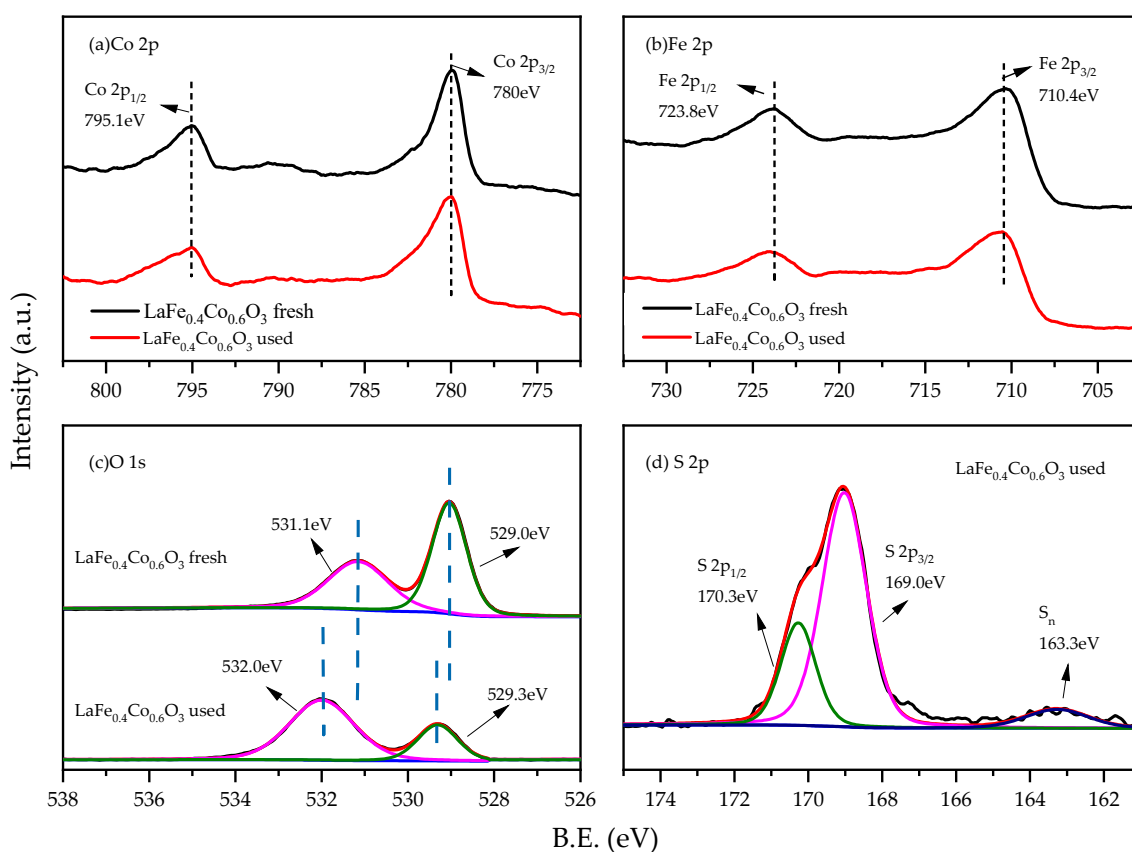 (a)Co 2p
Co 2p3/2
780eV
Co 2p1/2
795.1eV
LaFe0.4Co0.6O3 fresh
LaFe0.4Co0.6O3 used
800 795 790 785 780 775
(b)Fe 2p
Fe 2p3/2
710.4eV
Fe 2p1/2
723.8eV
LaFe0.4Co0.6O3 fresh
LaFe0.4Co0.6O3 used
730 725 720 715 710 705
Intensity (a.u.)
(c)O 1s
531.1eV
529.0eV
LaFe0.4Co0.6O3 fresh
532.0eV
529.3eV
LaFe0.4Co0.6O3 used
538 536 534 532 530 528 526
(d) S 2p
LaFe0.4Co0.6O3 used
S 2p3/2
169.0eV
S 2p1/2
170.3eV
Sn
163.3eV
174 172 170 168 166 164 162
B.E. (eV)